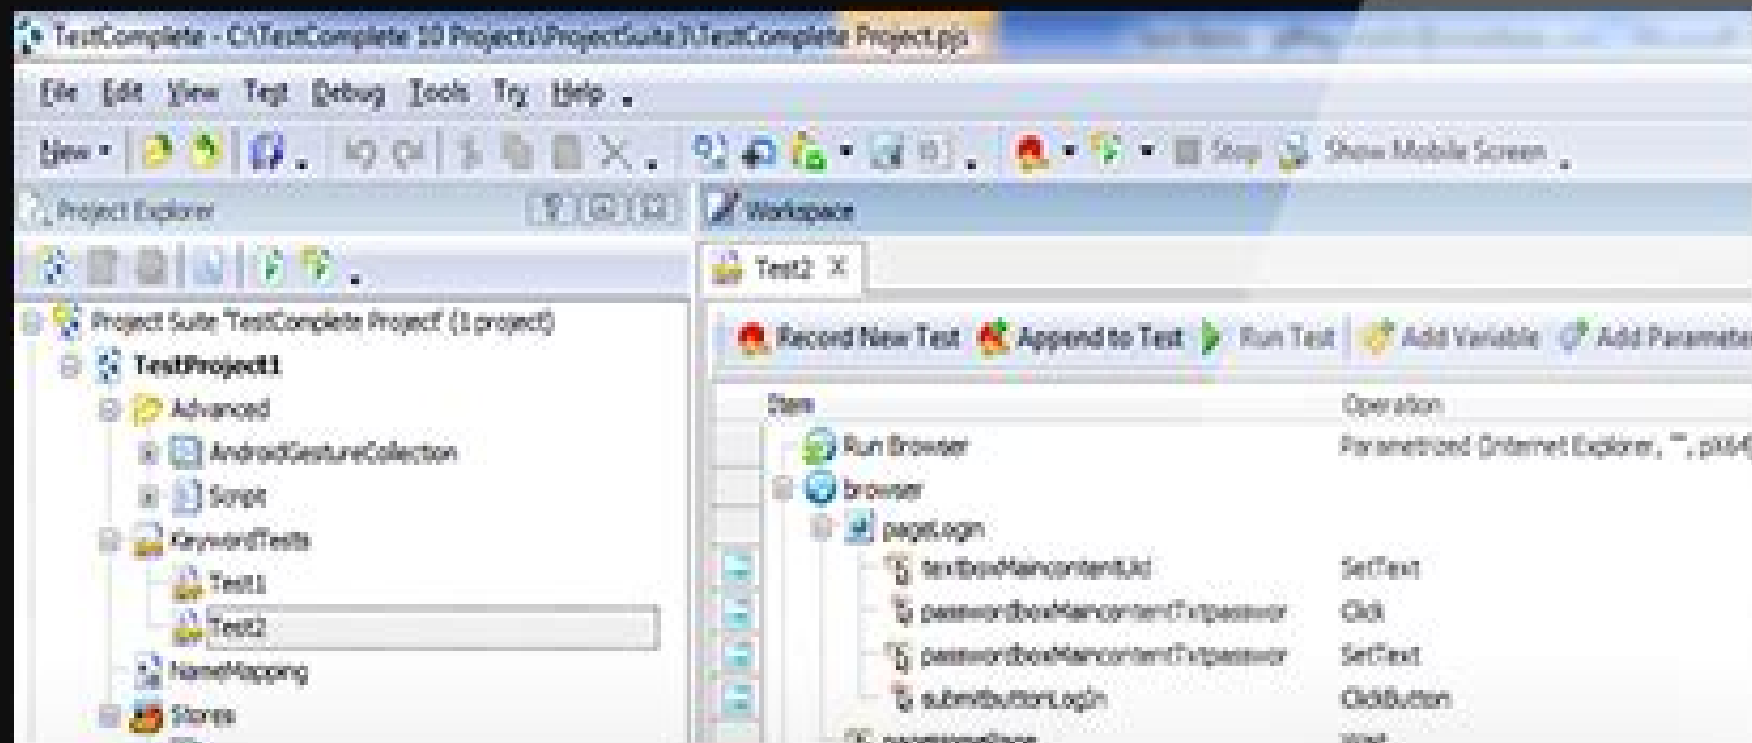 TestComplete - C:\TestComplete 10 Projects\ProjectSuite3\TestComplete Project.pjs
File Edit View Test Debug Tools Try Help
New Stop Show Mobile Screen
Project Explorer
Workspace
Test2 X
Project Suite 'TestComplete Project' (1 project)
Record New Test Append to Test Run Test Add Variable Add Paramete
TestProject1
Item Operation
Advanced
Run Browser Parametrized (Internet Explorer, "", pX64
AndroidGestureCollection
browser
Script
pageLogin
KeywordTests
textboxMaincontentUid SetText
Test1
passwordboxMaincontentTxtpasswor Click
Test2
passwordboxMaincontentTxtpasswor SetText
NameMapping
submitbuttonLogin ClickButton
Stores